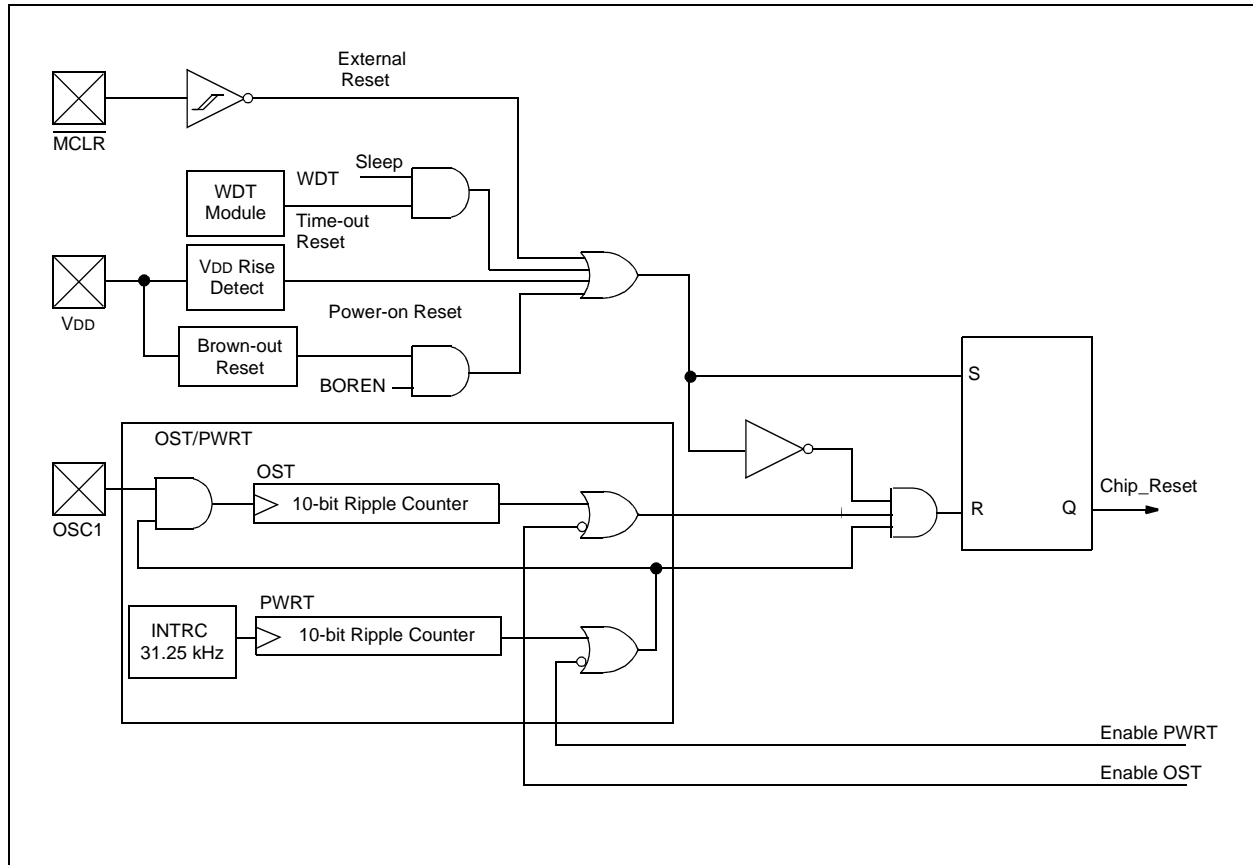 External
Reset
MCLR
Sleep
WDT
WDT
Module
Time-out
Reset
VDD Rise
Detect
VDD
Power-on Reset
Brown-out
Reset
BOREN
S
OST/PWRT
OST
10-bit Ripple Counter
OSC1
Chip_Reset
R
Q
PWRT
INTRC
31.25 kHz
10-bit Ripple Counter
Enable PWRT
Enable OST